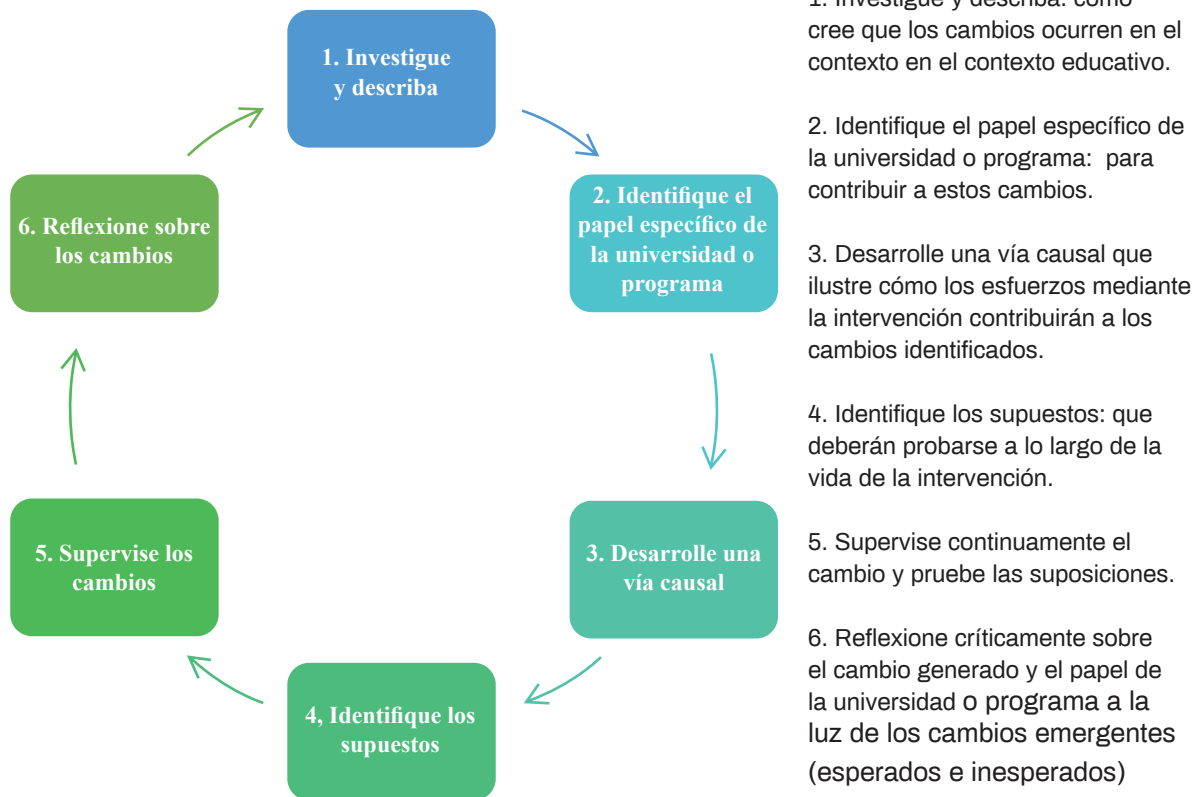 1. Investigue
y describa
2. Identifique el
papel específico de
la universidad o
programa
3. Desarrolle una
vía causal
4, Identifique los
supuestos
5. Supervise los
cambios
6. Reflexione sobre
los cambios
1. Investigue y describa: cómo
cree que los cambios ocurren en el
contexto en el contexto educativo.
2. Identifique el papel específico de
la universidad o programa: para
contribuir a estos cambios.
3. Desarrolle una vía causal que
ilustre cómo los esfuerzos mediante
la intervención contribuirán a los
cambios identificados.
4. Identifique los supuestos: que
deberán probarse a lo largo de la
vida de la intervención.
5. Supervise continuamente el
cambio y pruebe las suposiciones.
6. Reflexione críticamente sobre
el cambio generado y el papel de
la universidad o programa a la
luz de los cambios emergentes
(esperados e inesperados)